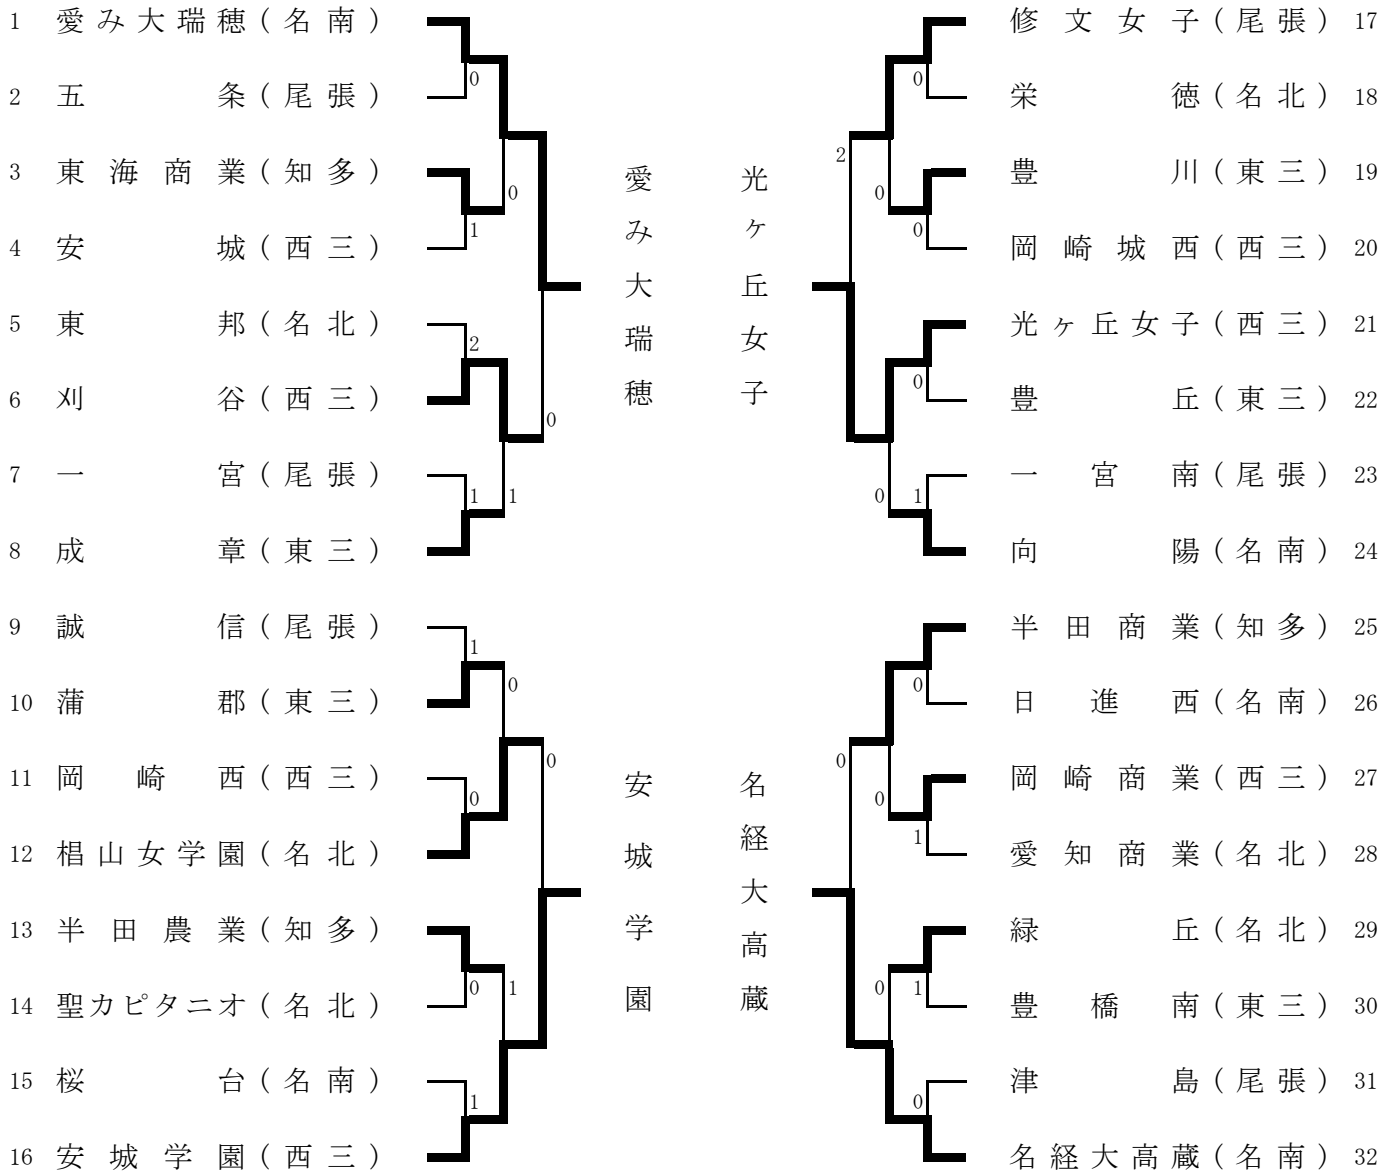 1 愛み大瑞穂(名南)
0
2 五条(尾張)
3 東海商業(知多)
0
1
4 安城(西三)
5 東邦(名北)
2
6 刈谷(西三)
0
7 一宮(尾張)
1 1
8 成章(東三)
9 誠信(尾張)
1
0
10 蒲郡(東三)
0
11 岡崎西(西三)
0
12 椙山女学園(名北)
13 半田農業(知多)
0 1
14 聖カピタニオ(名北)
15 桜台(名南)
1
16 安城学園(西三)
愛み大瑞穂
安城学園
光ヶ丘女子
名経大高蔵
修文女子(尾張) 17
0
栄徳(名北) 18
2
豊川(東三) 19
0
0
岡崎城西(西三) 20
光ヶ丘女子(西三) 21
0
豊丘(東三) 22
一宮南(尾張) 23
0 1
向陽(名南) 24
半田商業(知多) 25
0
日進西(名南) 26
0
岡崎商業(西三) 27
0
1
愛知商業(名北) 28
緑丘(名北) 29
0 1
豊橋南(東三) 30
津島(尾張) 31
0
名経大高蔵(名南) 32